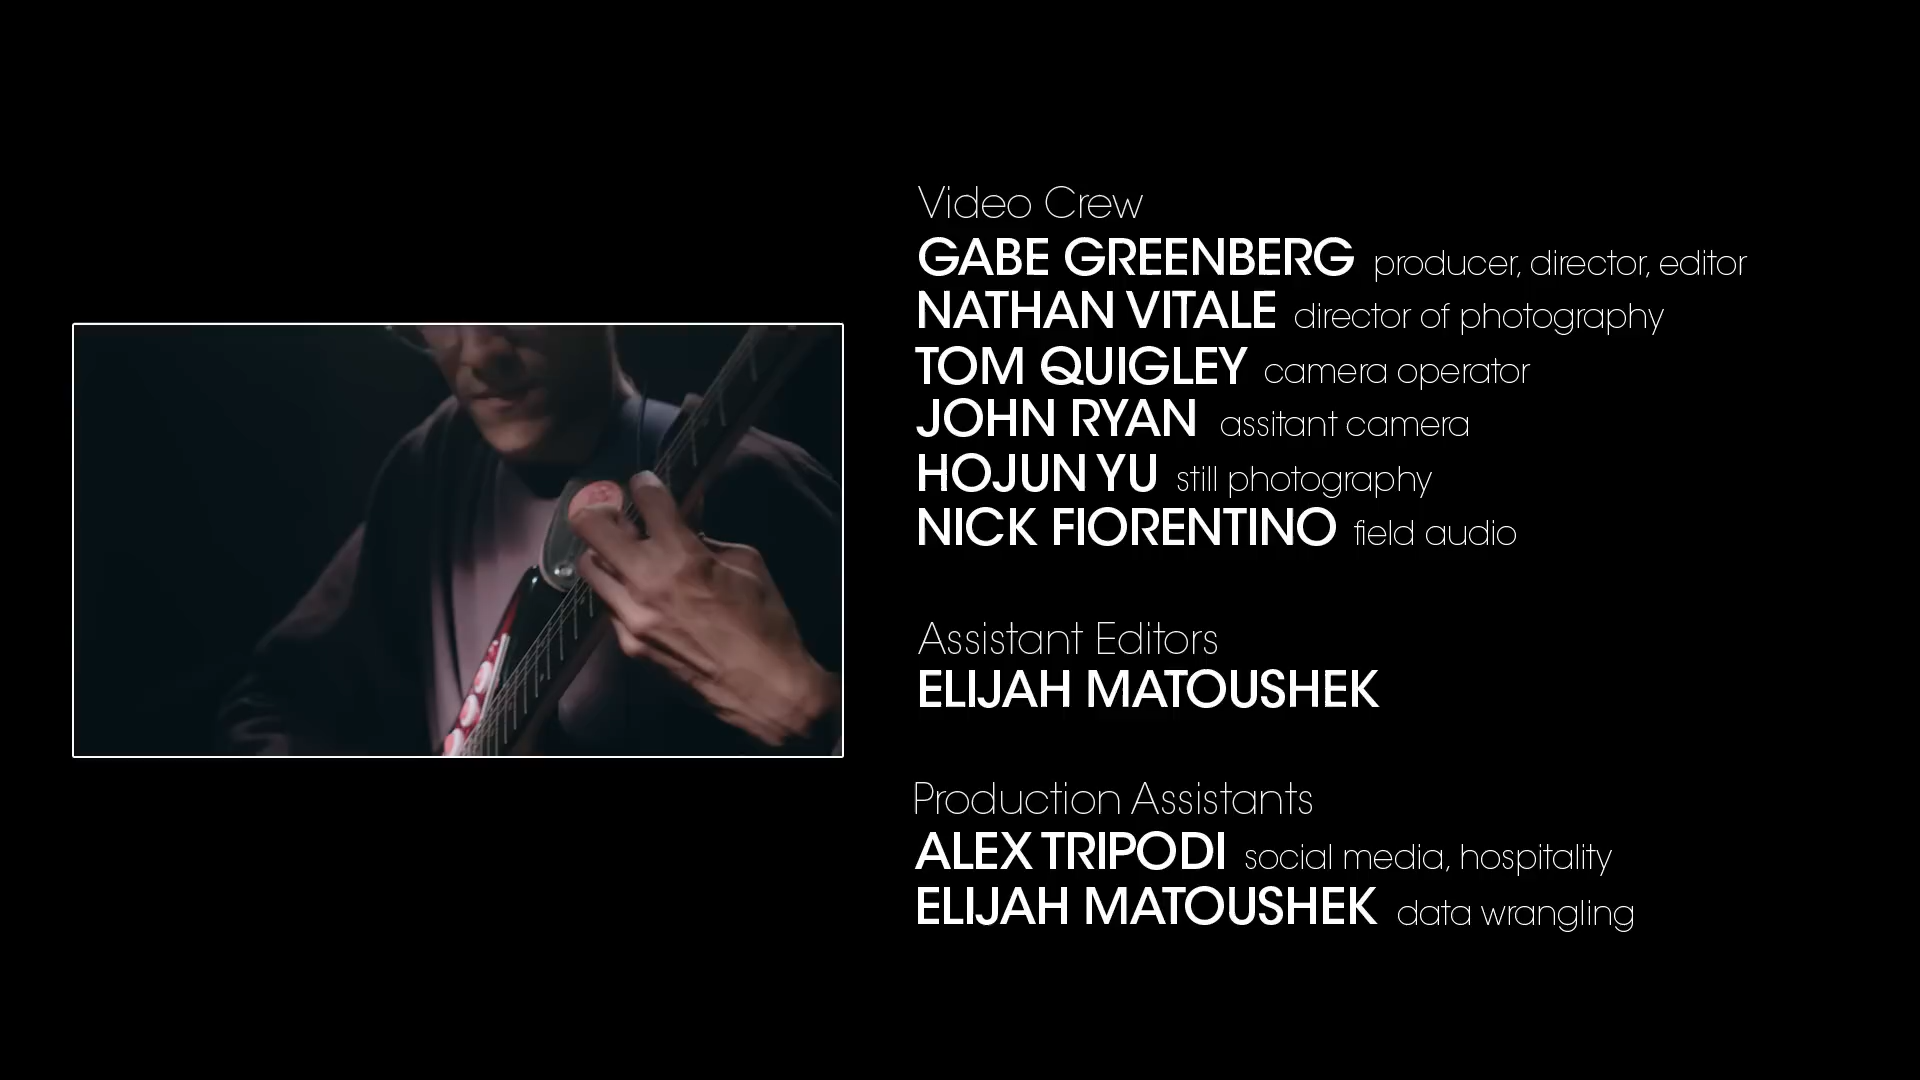 Video Crew
GABE GREENBERG producer, director, editor
NATHAN VITALE director of photography
TOM QUIGLEY camera operator
JOHN RYAN assitant camera
HOJUN YU still photography
NICK FIORENTINO field audio
Assistant Editors
ELIJAH MATOUSHEK
Production Assistants
ALEX TRIPODI social media, hospitality
ELIJAH MATOUSHEK data wrangling